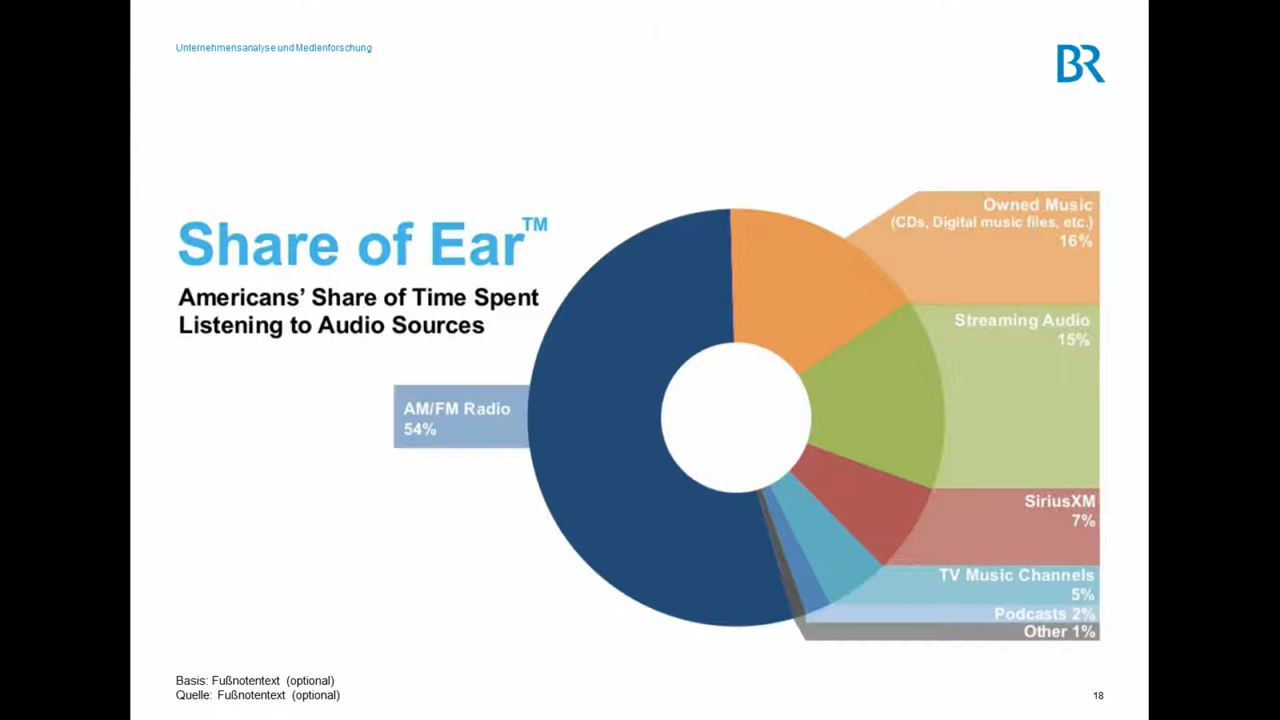 Unternehmensanalyse und Medienforschung
BR
Share of Ear™
Americans' Share of Time Spent
Listening to Audio Sources
AM/FM Radio
54%
Owned Music
(CDs, Digital music files, etc.)
16%
Streaming Audio
15%
SiriusXM
7%
TV Music Channels
5%
Podcasts 2%
Other 1%
Basis: Fußnotentext (optional)
Quelle: Fußnotentext (optional)
18